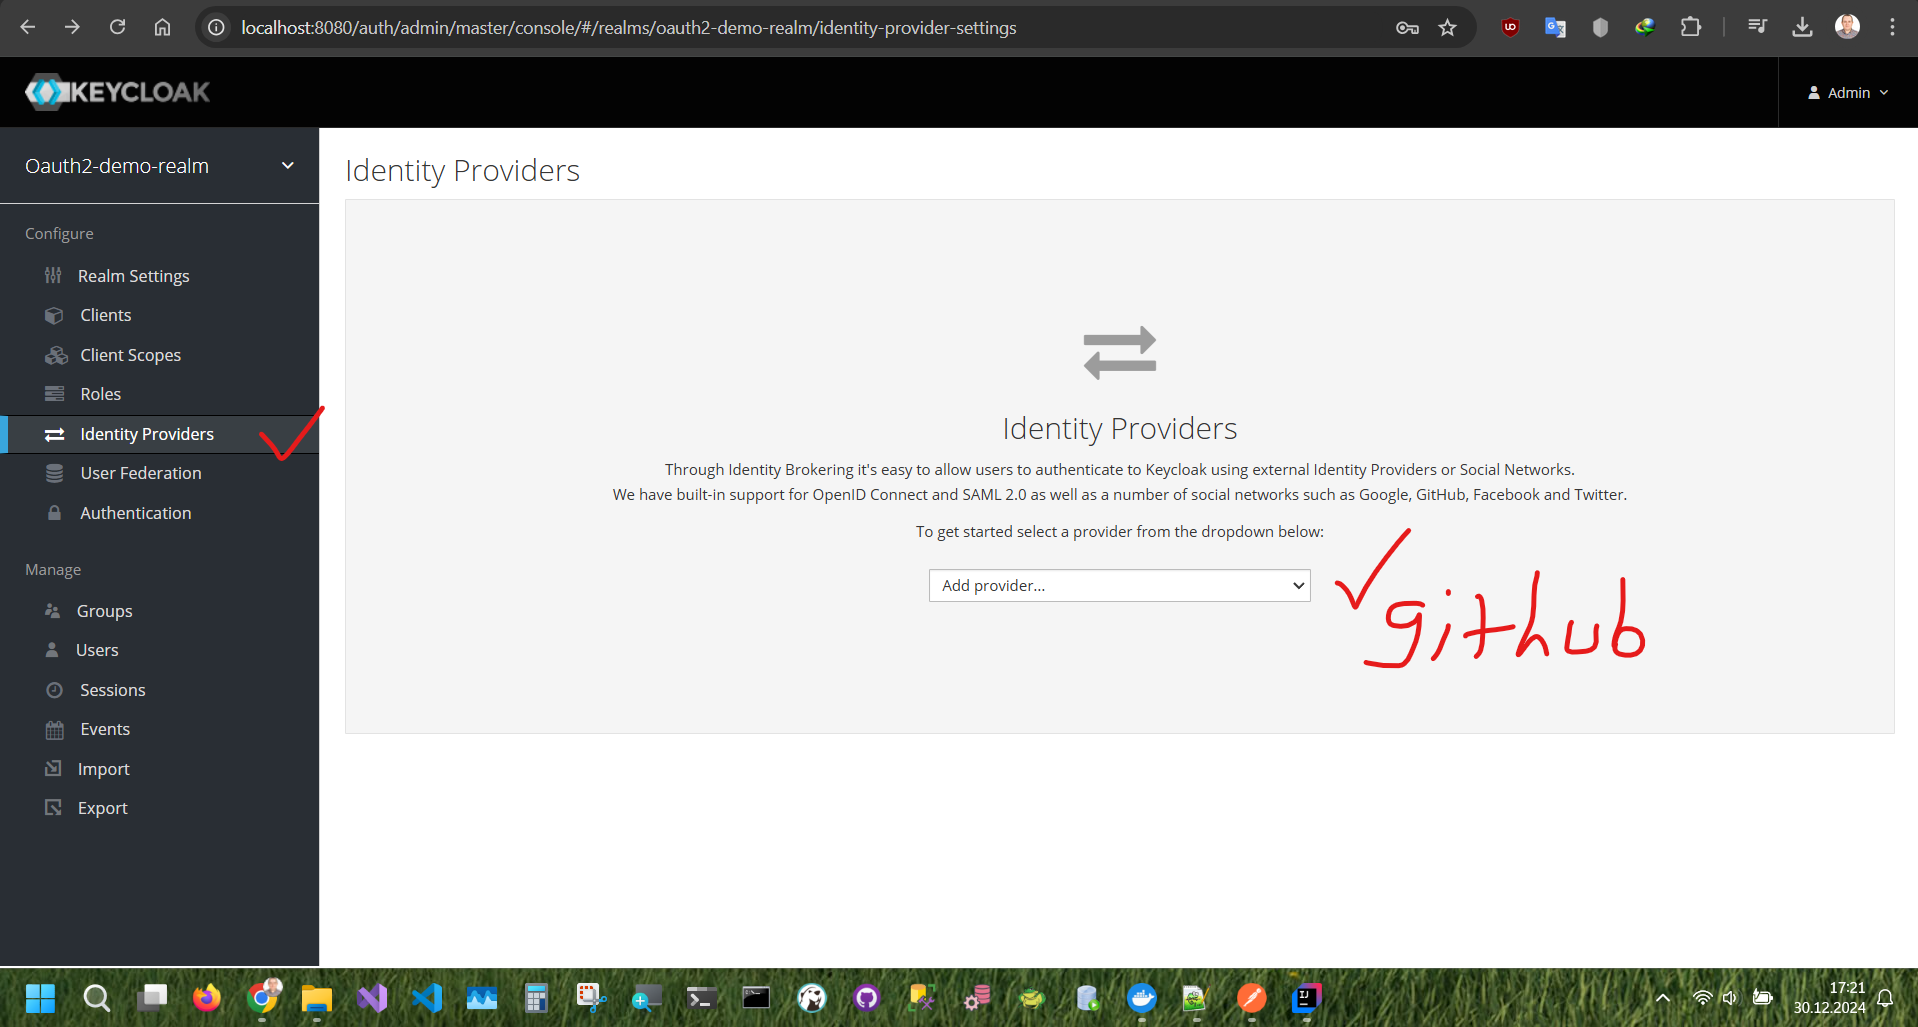 localhost:8080/auth/admin/master/console/#/realms/oauth2-demo-realm/identity-provider-settings
KEYCLOAK
Admin
Oauth2-demo-realm
Configure
Realm Settings
Clients
Client Scopes
Roles
Identity Providers
User Federation
Authentication
Manage
Groups
Users
Sessions
Events
Import
Export
Identity Providers
Identity Providers
Through Identity Brokering it's easy to allow users to authenticate to Keycloak using external Identity Providers or Social Networks.
We have built-in support for OpenID Connect and SAML 2.0 as well as a number of social networks such as Google, GitHub, Facebook and Twitter.
To get started select a provider from the dropdown below:
Add provider...
github
17:21
30.12.2024